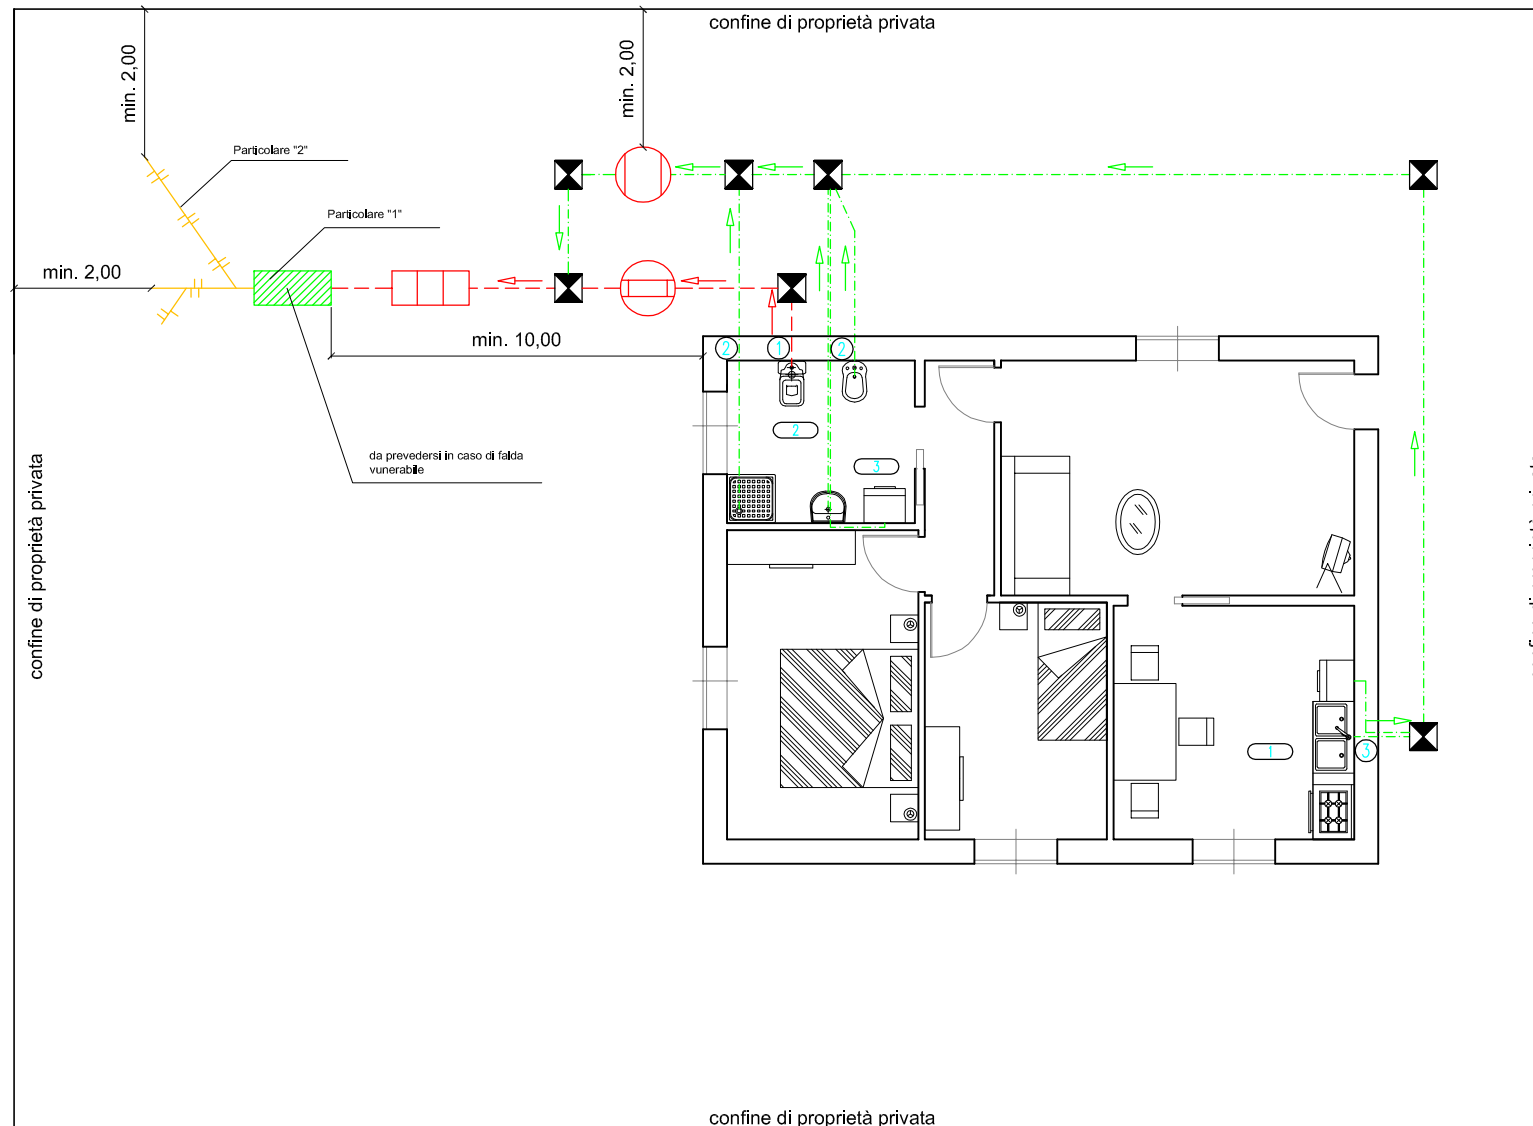 confine di proprietà privata
min. 2,00
min. 2,00
Particolare "2"
Particolare "1"
min. 2,00
min. 10,00
2
1
2
2
3
da prevedersi in caso di falda
vunerabile
confine di proprietà privata
1
3
confine di proprietà privata